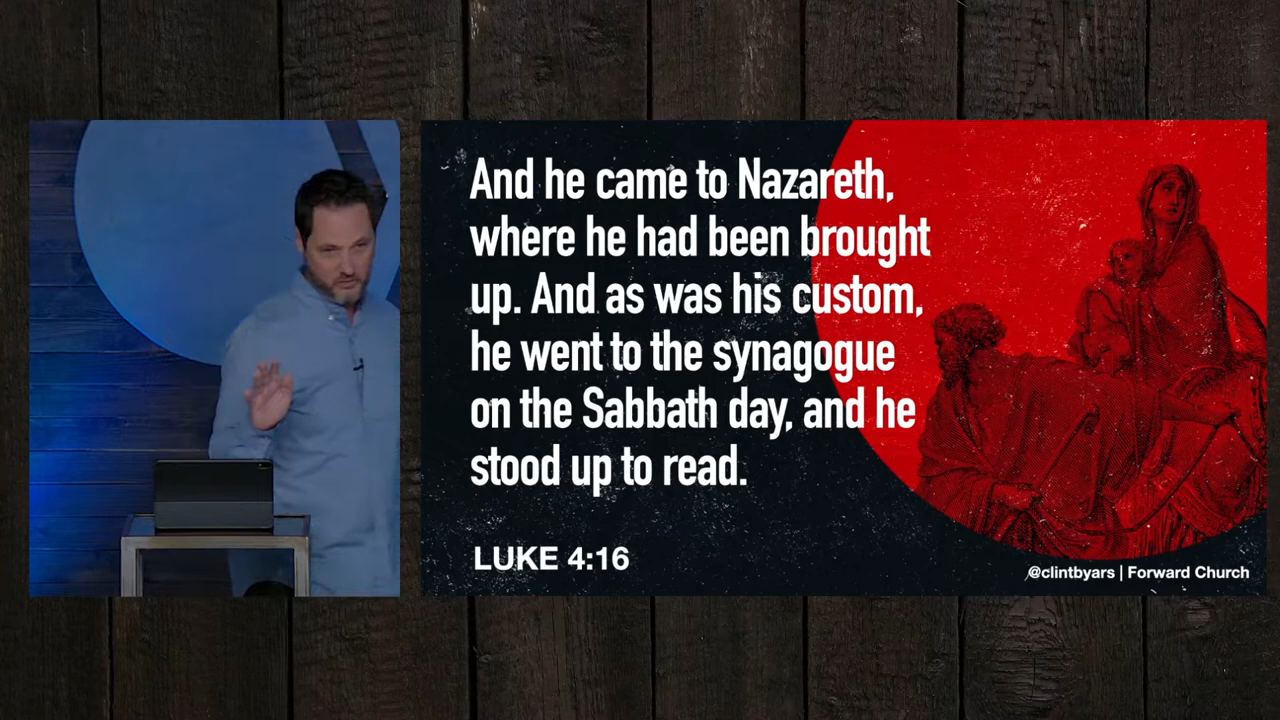 And he came to Nazareth,
where he had been brought
up. And as was his custom,
he went to the synagogue
on the Sabbath day, and he
stood up to read.
LUKE 4:16
@clintbyars | Forward Church